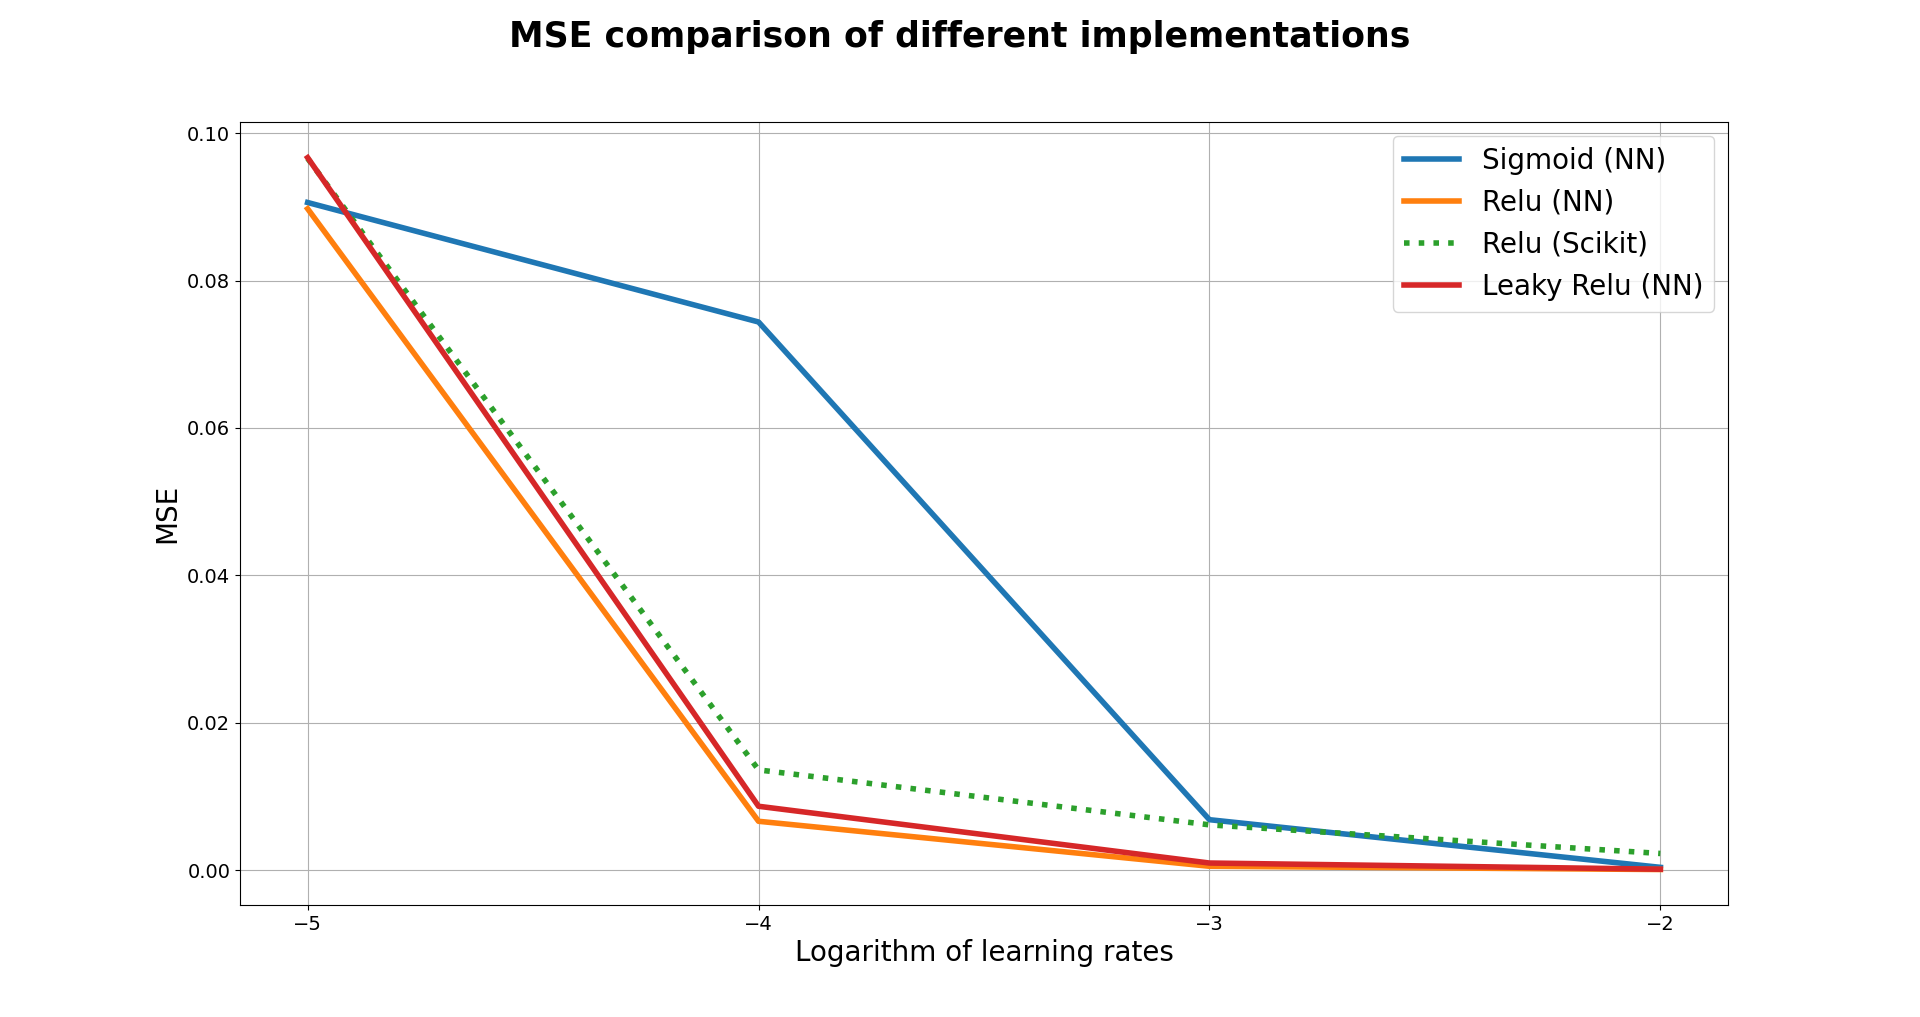 MSE comparison of different implementations
0.10
0.08
0.06
0.04
0.02
0.00
MSE
Sigmoid (NN)
Relu (NN)
Relu (Scikit)
Leaky Relu (NN)
−5
−4
−3
−2
Logarithm of learning rates